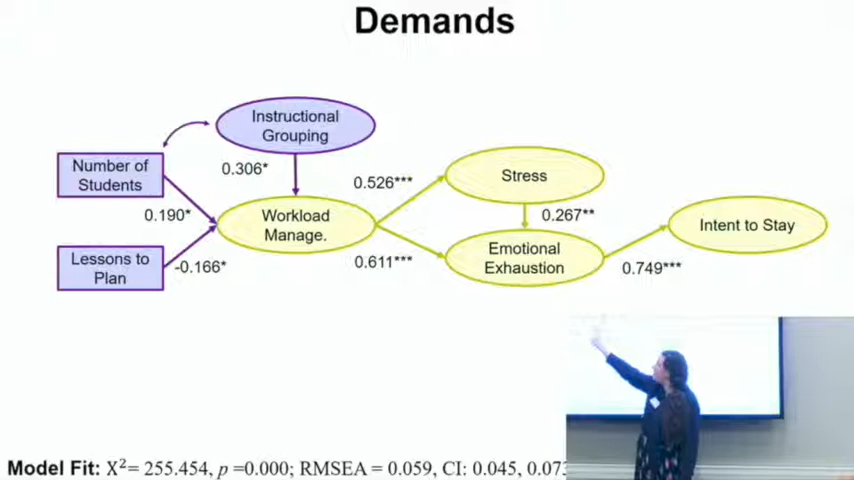 Demands
Instructional
Grouping
Number of
Students
0.306*
0.526***
Stress
0.190*
Workload
Manage.
0.267**
Intent to Stay
Lessons to
Plan
-0.166*
0.611***
Emotional
Exhaustion
0.749***
Model Fit: X²= 255.454, p =0.000; RMSEA = 0.059, CI: 0.045, 0.073